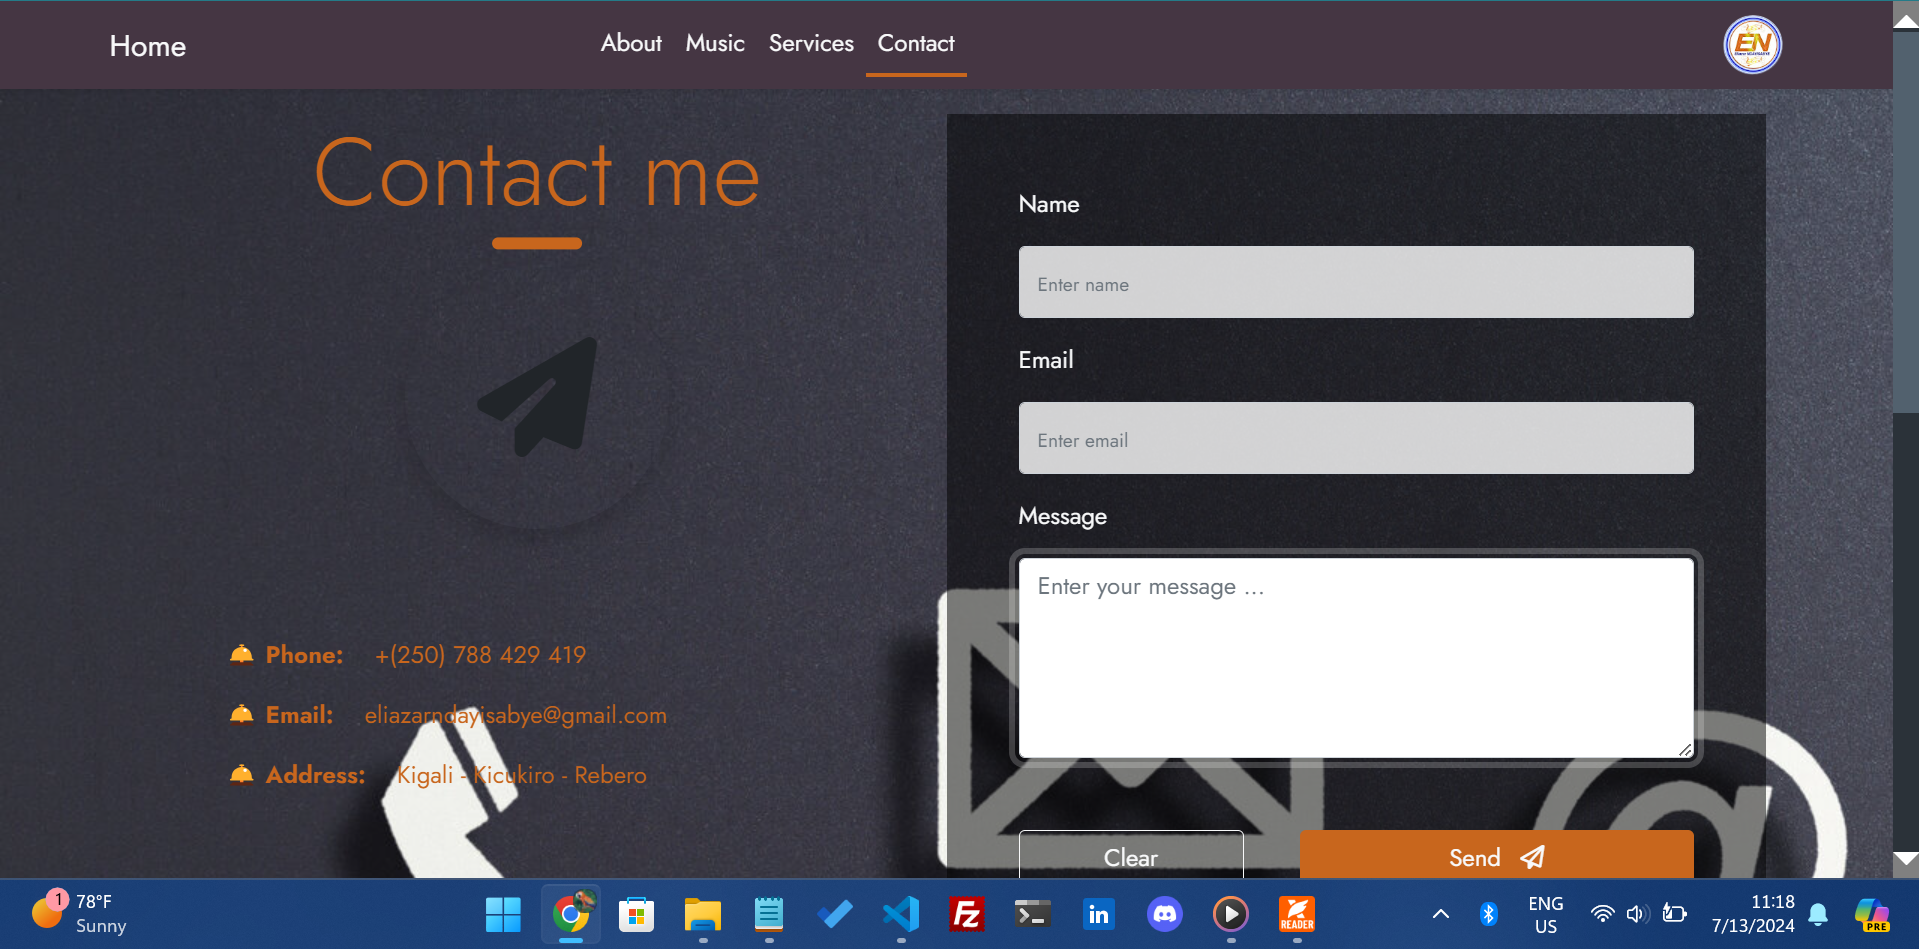 Home
About Music Services Contact
EN
Contact me
Name
Enter name
Email
Enter email
Message
Enter your message ...
Phone: +(250) 788 429 419
Email: eliazarndayisabye@gmail.com
Address: Kigali - Kicukiro - Rebero
Clear
Send
1
78°F
Sunny
Fz
in
READER
ENG
US
11:18
7/13/2024
PRE